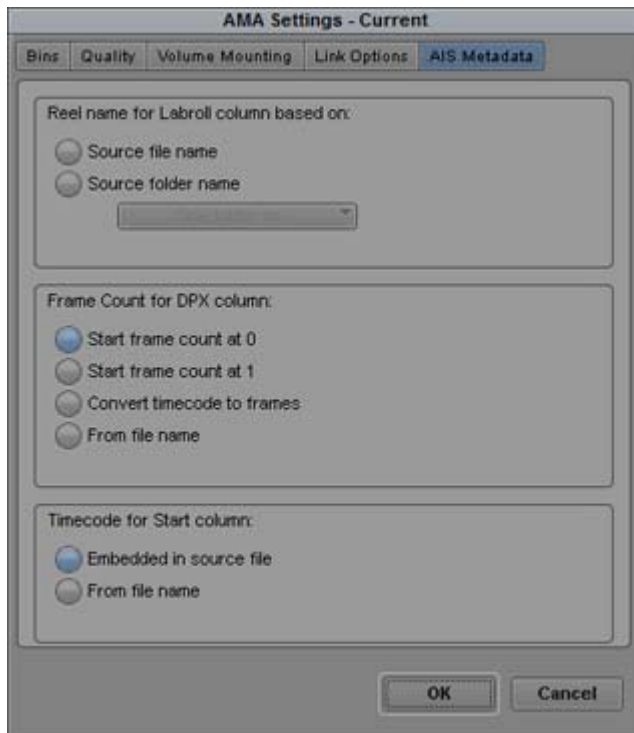 AMA Settings - Current
Bins Quality Volume Mounting Link Options AIS Metadata
Reel name for Labroll column based on:
Source file name
Source folder name
Frame Count for DPX column:
Start frame count at 0
Start frame count at 1
Convert timecode to frames
From file name
Timecode for Start column:
Embedded in source file
From file name
OK Cancel